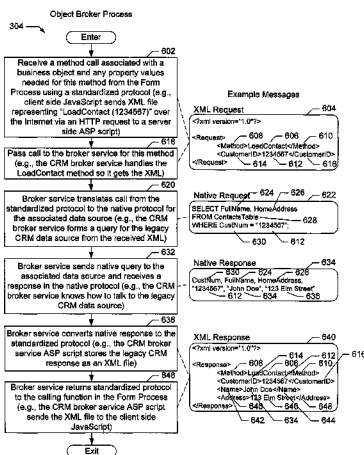 Object Broker Process
304
Enter
602
Receive a method call associated with a
business object and any property values
needed for this method from the Form
Process using a standardized protocol (e.g.,
client side JavaScript sends XML file
representing "LoadContact (1234567)" over
the Internet via an HTTP request to a server
side ASP script)
618
Pass call to the broker service for this method
(e.g., the CRM broker service handles the
LoadContact method so it gets the XML)
620
Broker service translates call from the
standardized protocol to the native protocol for
the associated data source (e.g., the CRM
broker service forms a query for the legacy
CRM data source from the received XML)
632
Broker service sends native query to the
associated data source and receives a
response in the native protocol (e.g., the CRM
broker service knows how to talk to the legacy
CRM data source)
638
Broker service converts native response to the
standardized protocol (e.g., the CRM broker
service ASP script stores the legacy CRM
response as an XML file)
646
Broker service returns standardized protocol
to the calling function in the Form Process
(e.g., the CRM broker service ASP script
sends the XML file to the client side
JavaScript)
Exit
Example Messages
XML Request
604
<?xml version="1.0"?>
<Request>
608 606 610
<Method>LoadContact</Method>
<CustomerID>1234567</CustomerID>
</Request>
614 612 616
Native Request
624 626 622
SELECT FullName, HomeAddress
FROM ContactsTable
628
WHERE CustNum = "1234567";
630 612
Native Response
634
630 624 626
CustNum, FullName, HomeAddress,
"1234567", "John Doe", "123 Elm Street"
612 634 636
XML Response
640
<?xml version="1.0"?>
614 612
616
<Response>
608 606 610
<Method>LoadContact</Method>
<CustomerID>1234567</CustomerID>
<Name>John Doe</Name>
<Address>123 Elm Street</Address>
</Response>
642 634 644